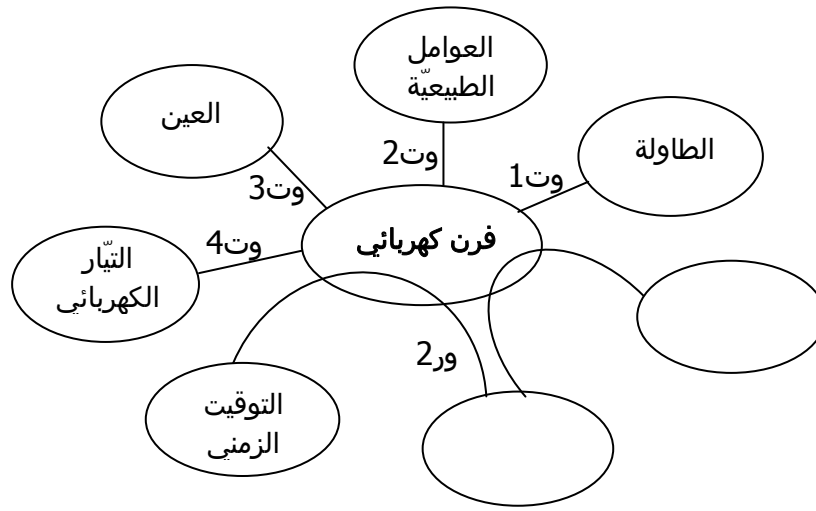 العوامل
الطبيعيّة
العين
الطاولة
وت1
وت2
وت3
وت4
فرن كهربائي
التيّار
الكهربائي
ور2
التوقيت
الزمني